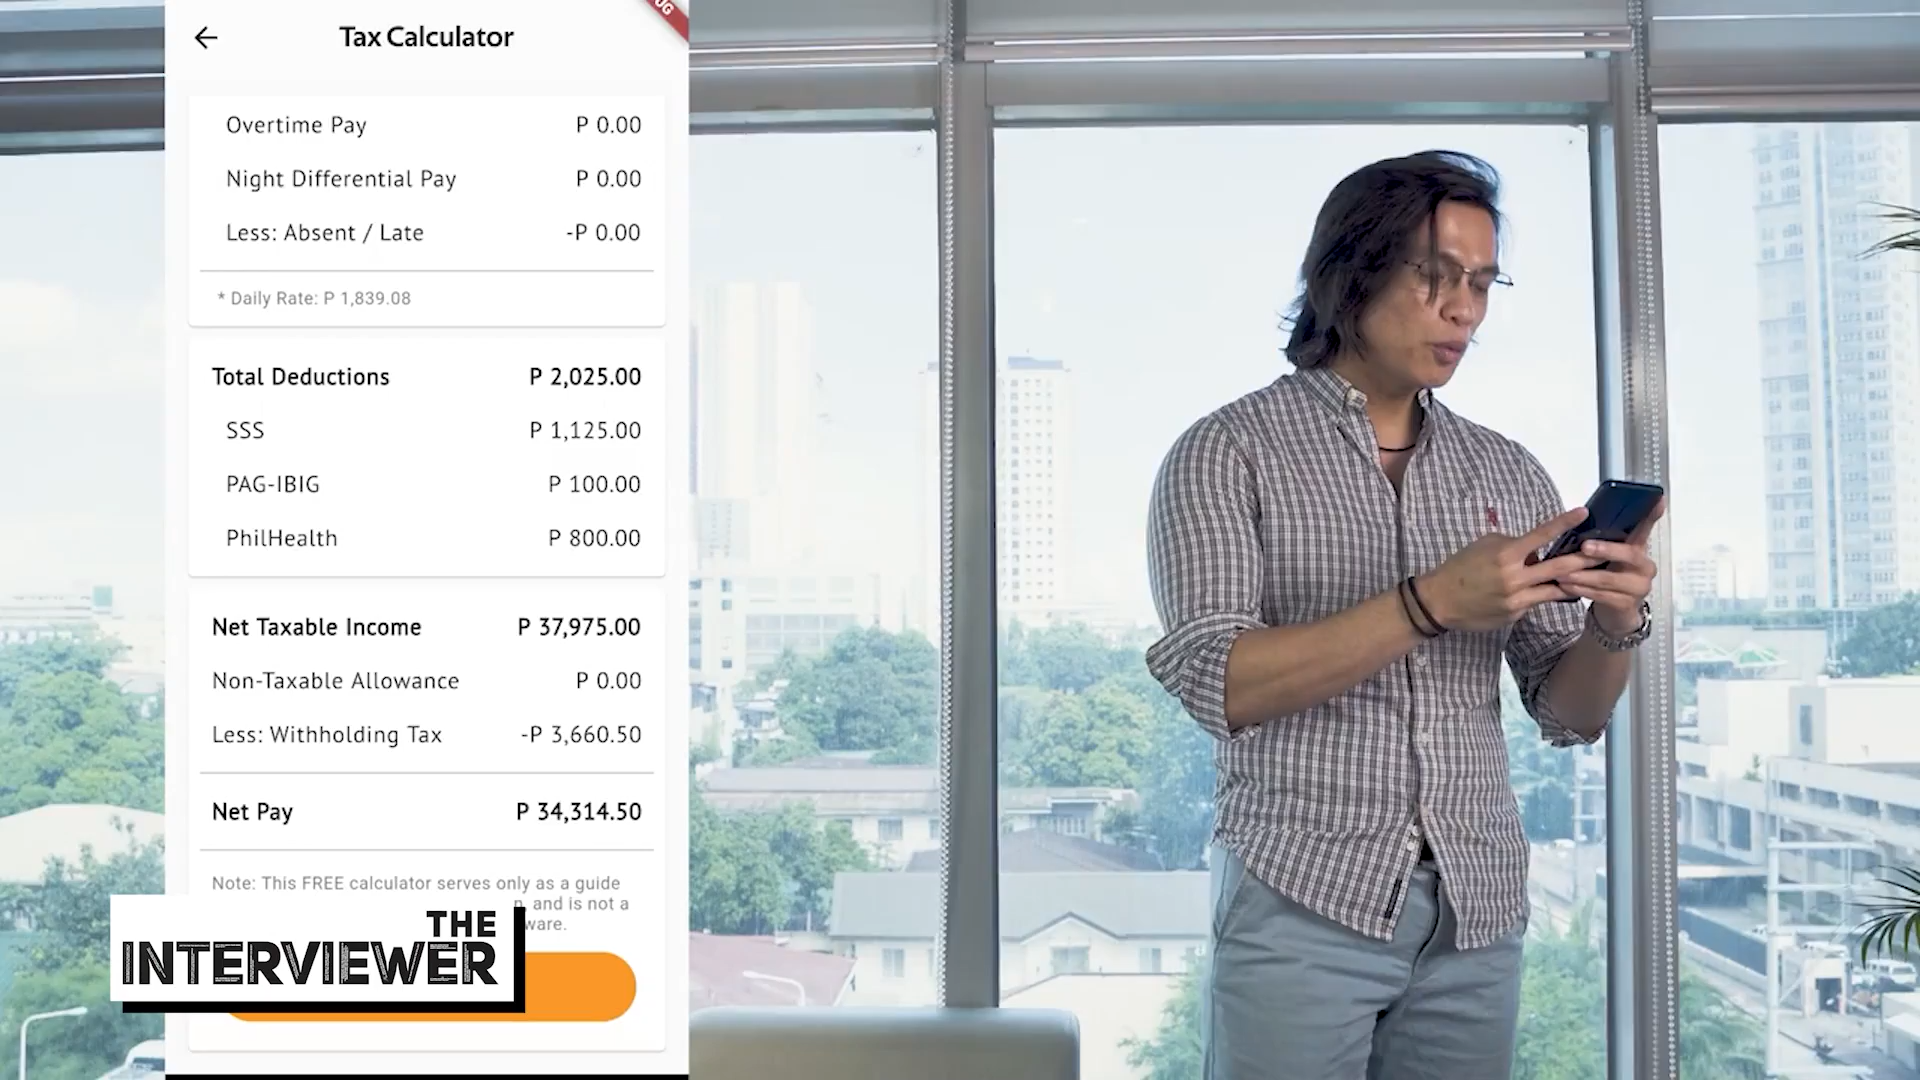 Tax Calculator
Overtime Pay P 0.00
Night Differential Pay P 0.00
Less: Absent / Late -P 0.00
* Daily Rate: P 1,839.08
Total Deductions P 2,025.00
SSS P 1,125.00
PAG-IBIG P 100.00
PhilHealth P 800.00
Net Taxable Income P 37,975.00
Non-Taxable Allowance P 0.00
Less: Withholding Tax -P 3,660.50
Net Pay P 34,314.50
Note: This FREE calculator serves only as a guide
and is not a
THE
INTERVIEWER